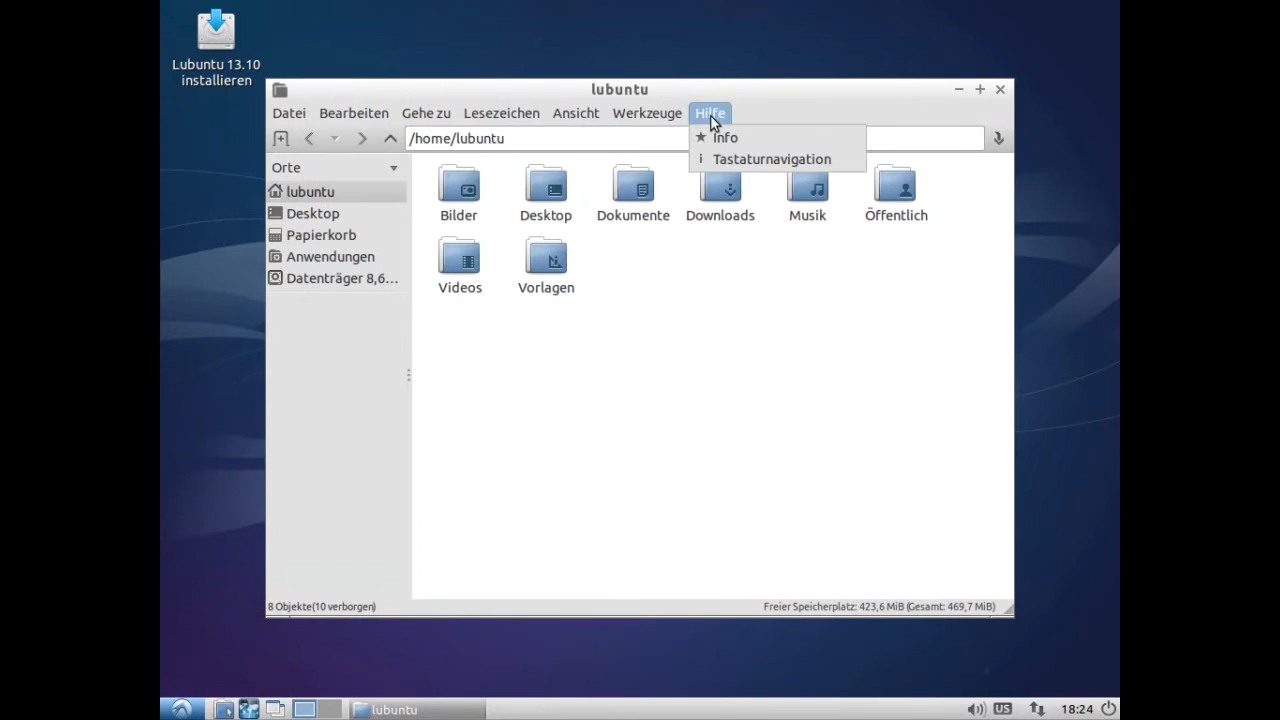 Lubuntu 13.10
installieren
lubuntu
Datei Bearbeiten Gehe zu Lesezeichen Ansicht Werkzeuge Hilfe
/home/lubuntu
Info
Tastaturnavigation
Orte
lubuntu
Desktop
Papierkorb
Anwendungen
Datenträger 8,6...
Bilder Desktop Dokumente Downloads Musik Öffentlich
Videos Vorlagen
8 Objekte(10 verborgen) Freier Speicherplatz: 423,6 MiB (Gesamt: 469,7 MiB)
lubuntu US 18:24